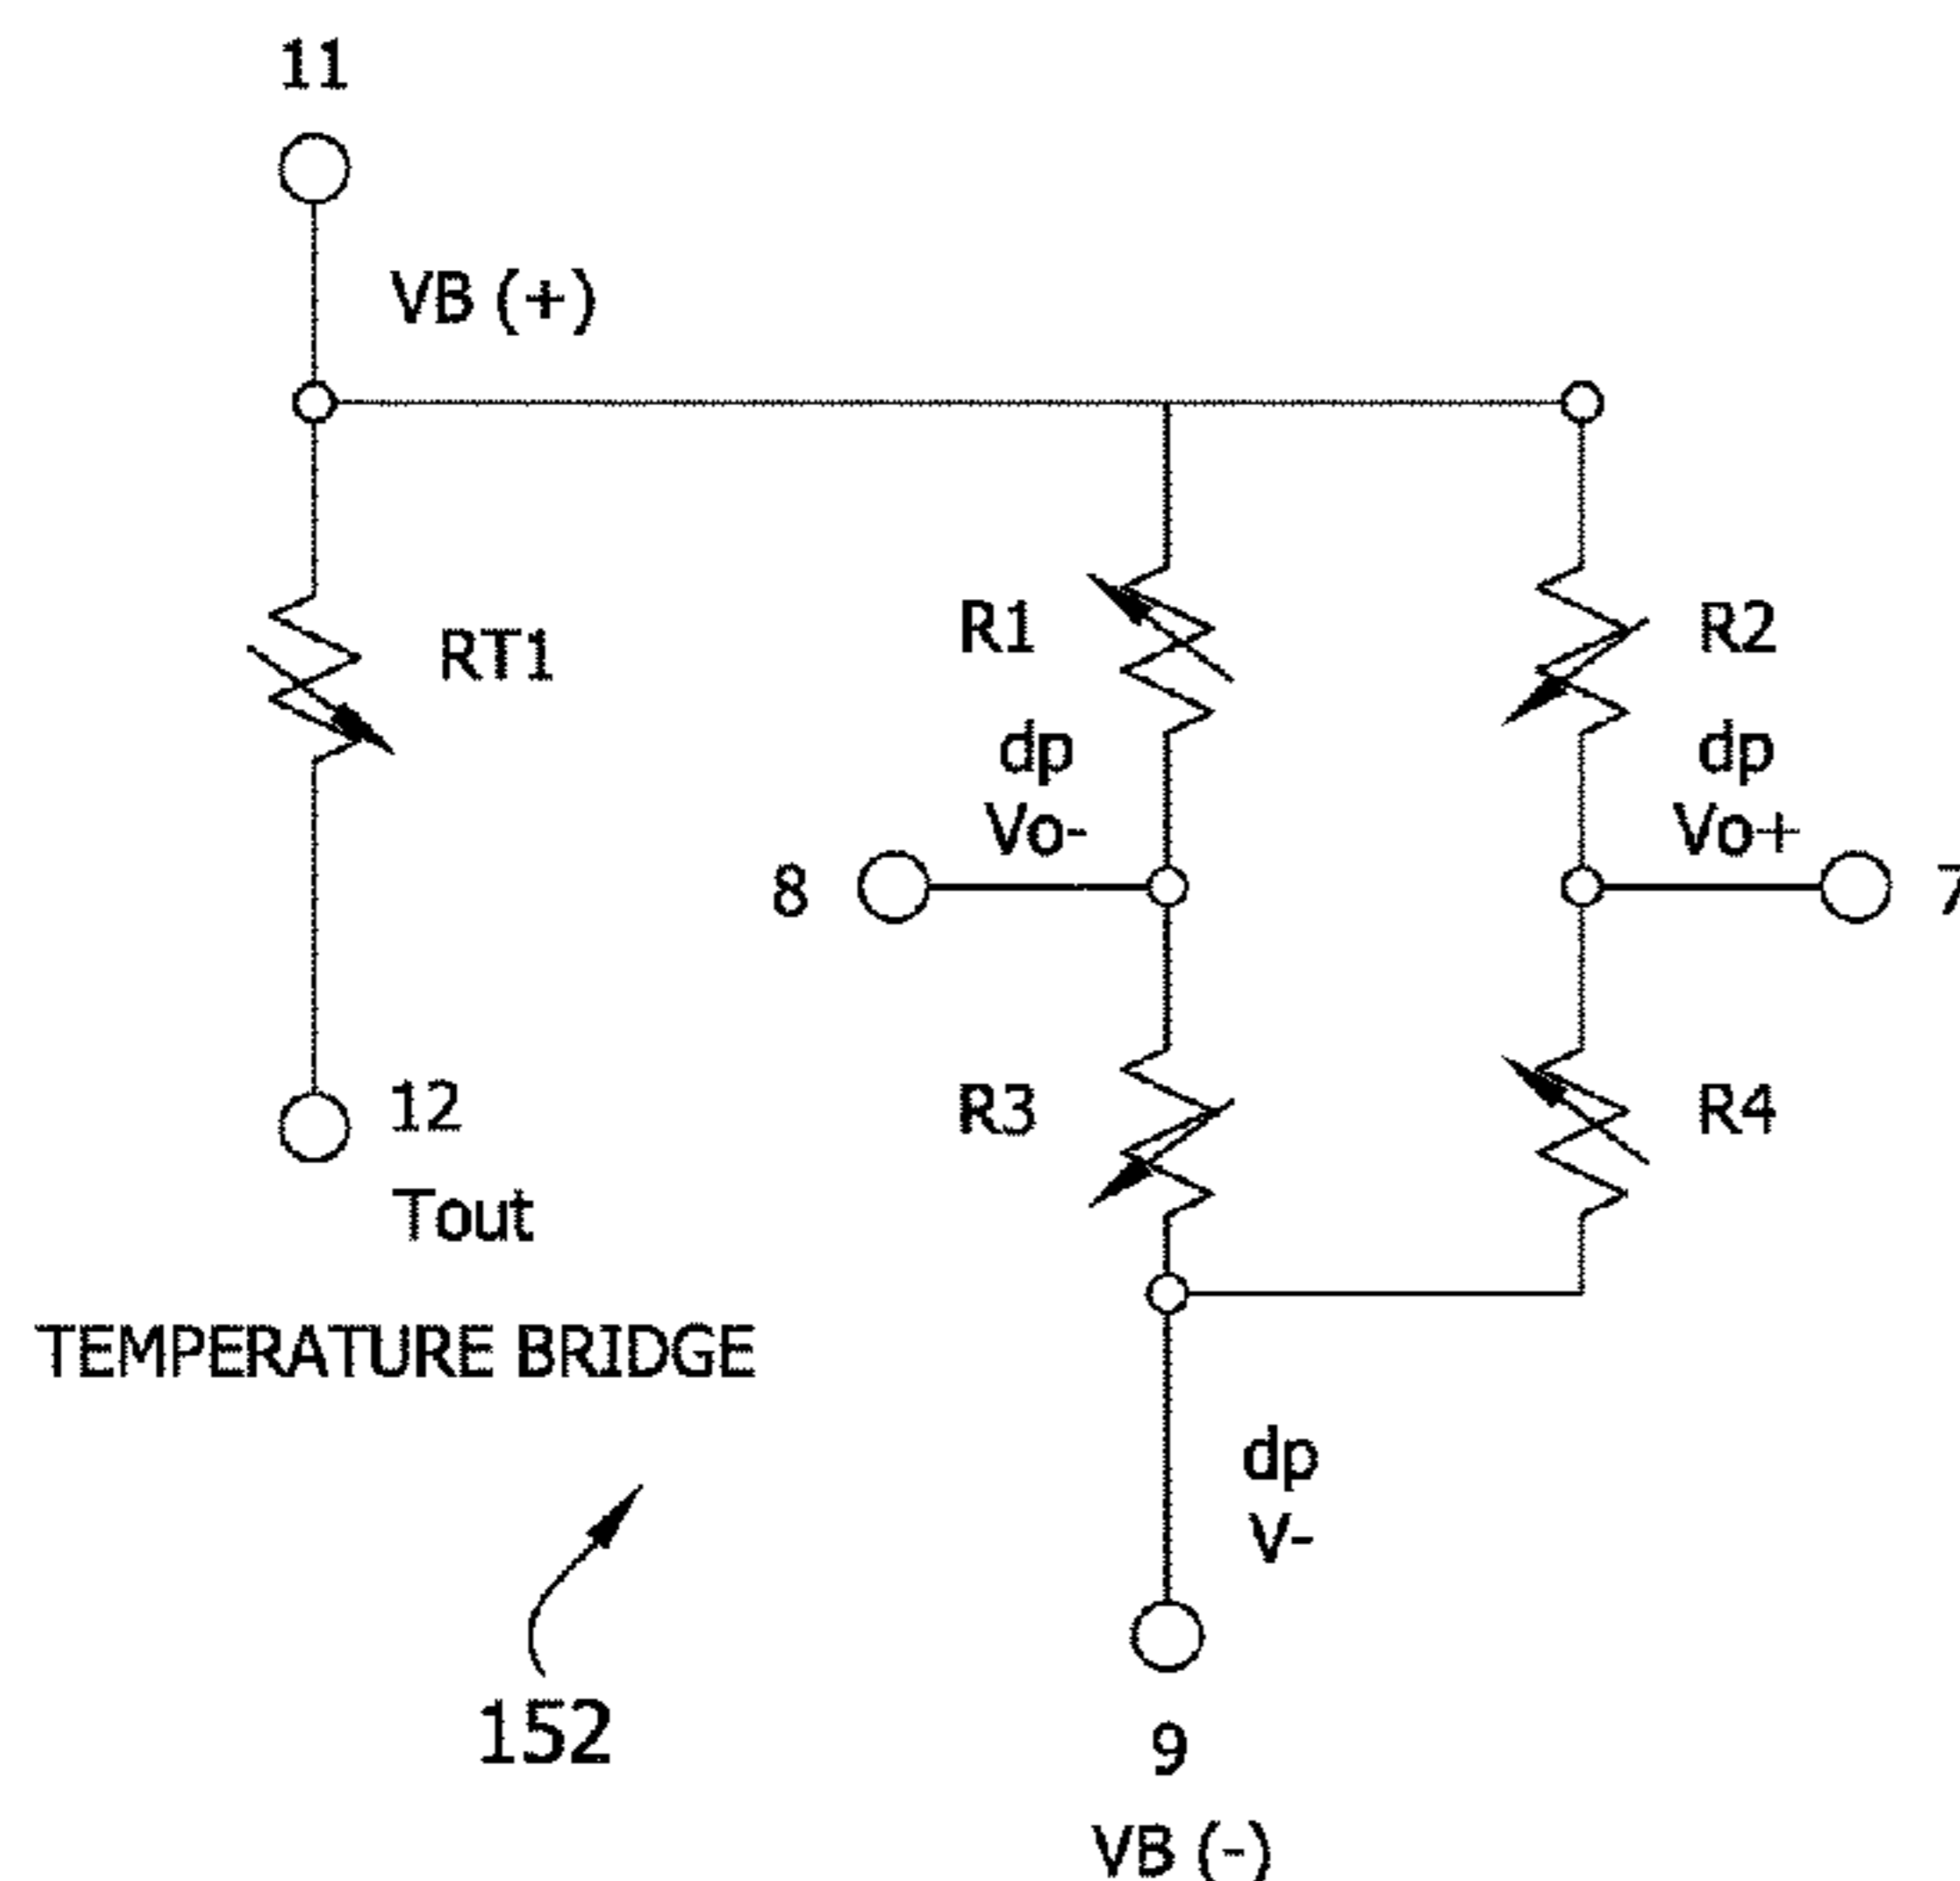 11
VB (+)
RT1
R1
R2
dp
Vo-
dp
Vo+
8
7
12
Tout
R3
R4
TEMPERATURE BRIDGE
dp
V-
152
9
VB (-)